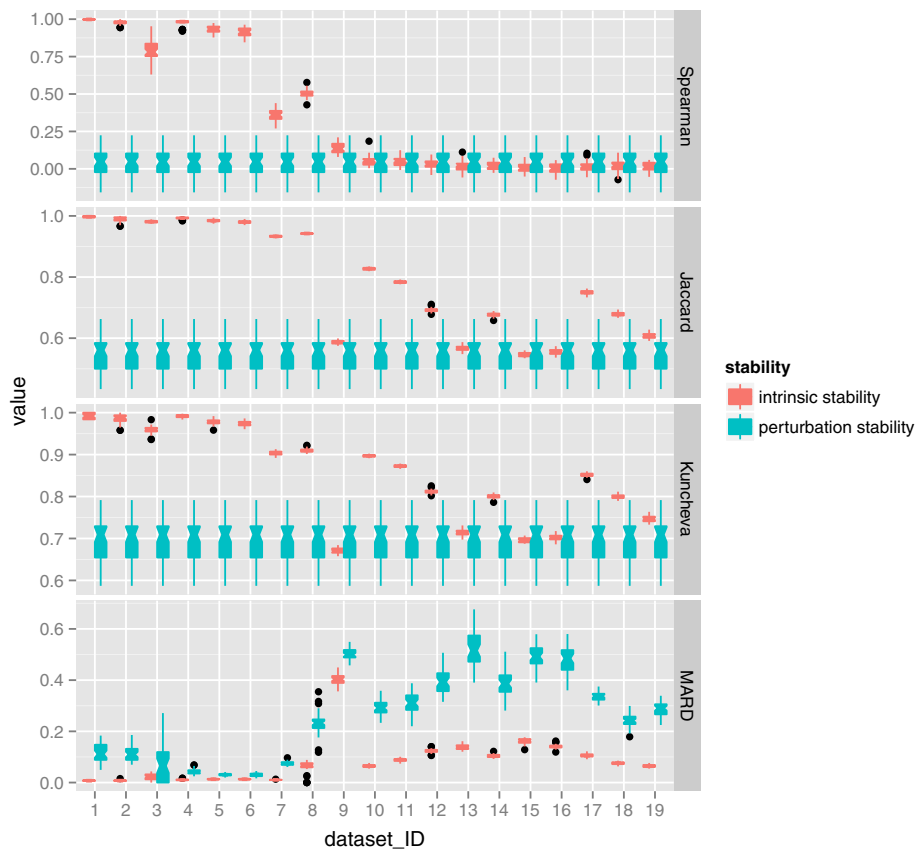 1.00
0.75
0.50
0.25
0.00
Spearman
1.0
0.8
0.6
Jaccard
1.0
0.9
0.8
0.7
0.6
Kuncheva
0.6
0.4
0.2
0.0
MARD
value
1 2 3 4 5 6 7 8 9 10 11 12 13 14 15 16 17 18 19
dataset_ID
stability
intrinsic stability
perturbation stability